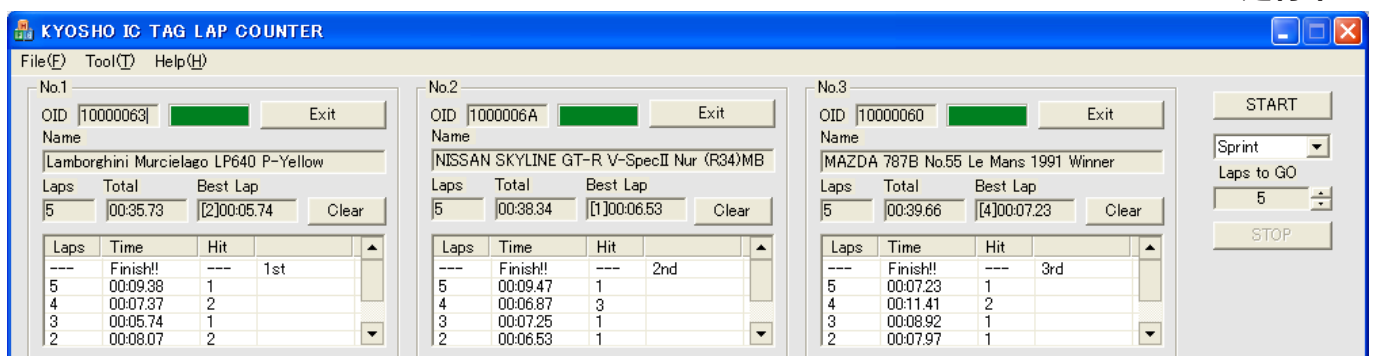 KYOSHO IC TAG LAP COUNTER
File(F) Tool(T) Help(H)
No.1
OID 10000063 Exit
Name
Lamborghini Murcielago LP640 P-Yellow
Laps Total Best Lap
5 00:35.73 [2]00:05.74 Clear
Laps Time Hit
--- Finish!! --- 1st
5 00:09.38 1
4 00:07.37 2
3 00:05.74 1
2 00:08.07 2
No.2
OID 1000006A Exit
Name
NISSAN SKYLINE GT-R V-SpecⅡ Nur (R34)MB
Laps Total Best Lap
5 00:38.34 [1]00:06.53 Clear
Laps Time Hit
--- Finish!! --- 2nd
5 00:09.47 1
4 00:06.87 3
3 00:07.25 1
2 00:06.53 1
No.3
OID 10000060 Exit
Name
MAZDA 787B No.55 Le Mans 1991 Winner
Laps Total Best Lap
5 00:39.66 [4]00:07.23 Clear
Laps Time Hit
--- Finish!! --- 3rd
5 00:07.23 1
4 00:11.41 2
3 00:08.92 1
2 00:07.97 1
START
Sprint
Laps to GO
5
STOP